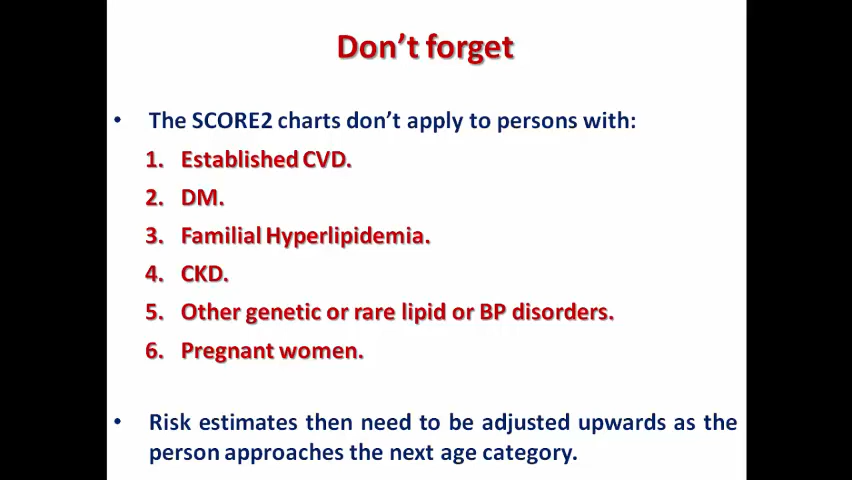 Don't forget
• The SCORE2 charts don't apply to persons with:
1. Established CVD.
2. DM.
3. Familial Hyperlipidemia.
4. CKD.
5. Other genetic or rare lipid or BP disorders.
6. Pregnant women.
• Risk estimates then need to be adjusted upwards as the
person approaches the next age category.